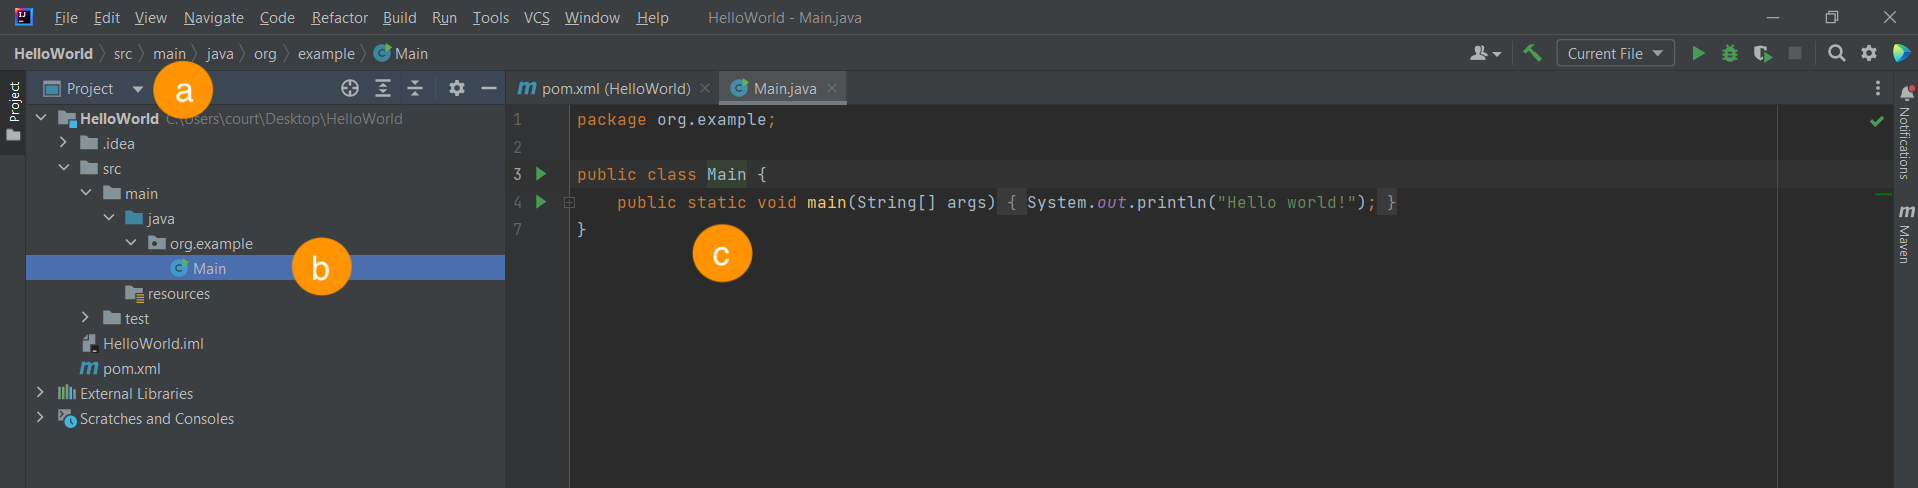 File Edit View Navigate Code Refactor Build Run Tools VCS Window Help HelloWorld - Main.java
HelloWorld src main java org example Main Current File
Project
Project a
pom.xml (HelloWorld) Main.java
HelloWorld C:\Users\court\Desktop\HelloWorld
.idea
src
main
java
org.example
Main b
resources
test
HelloWorld.iml
pom.xml
External Libraries
Scratches and Consoles
1 package org.example;
2
3 public class Main {
4 public static void main(String[] args) { System.out.println("Hello world!"); }
7 }
c
Notifications
Maven